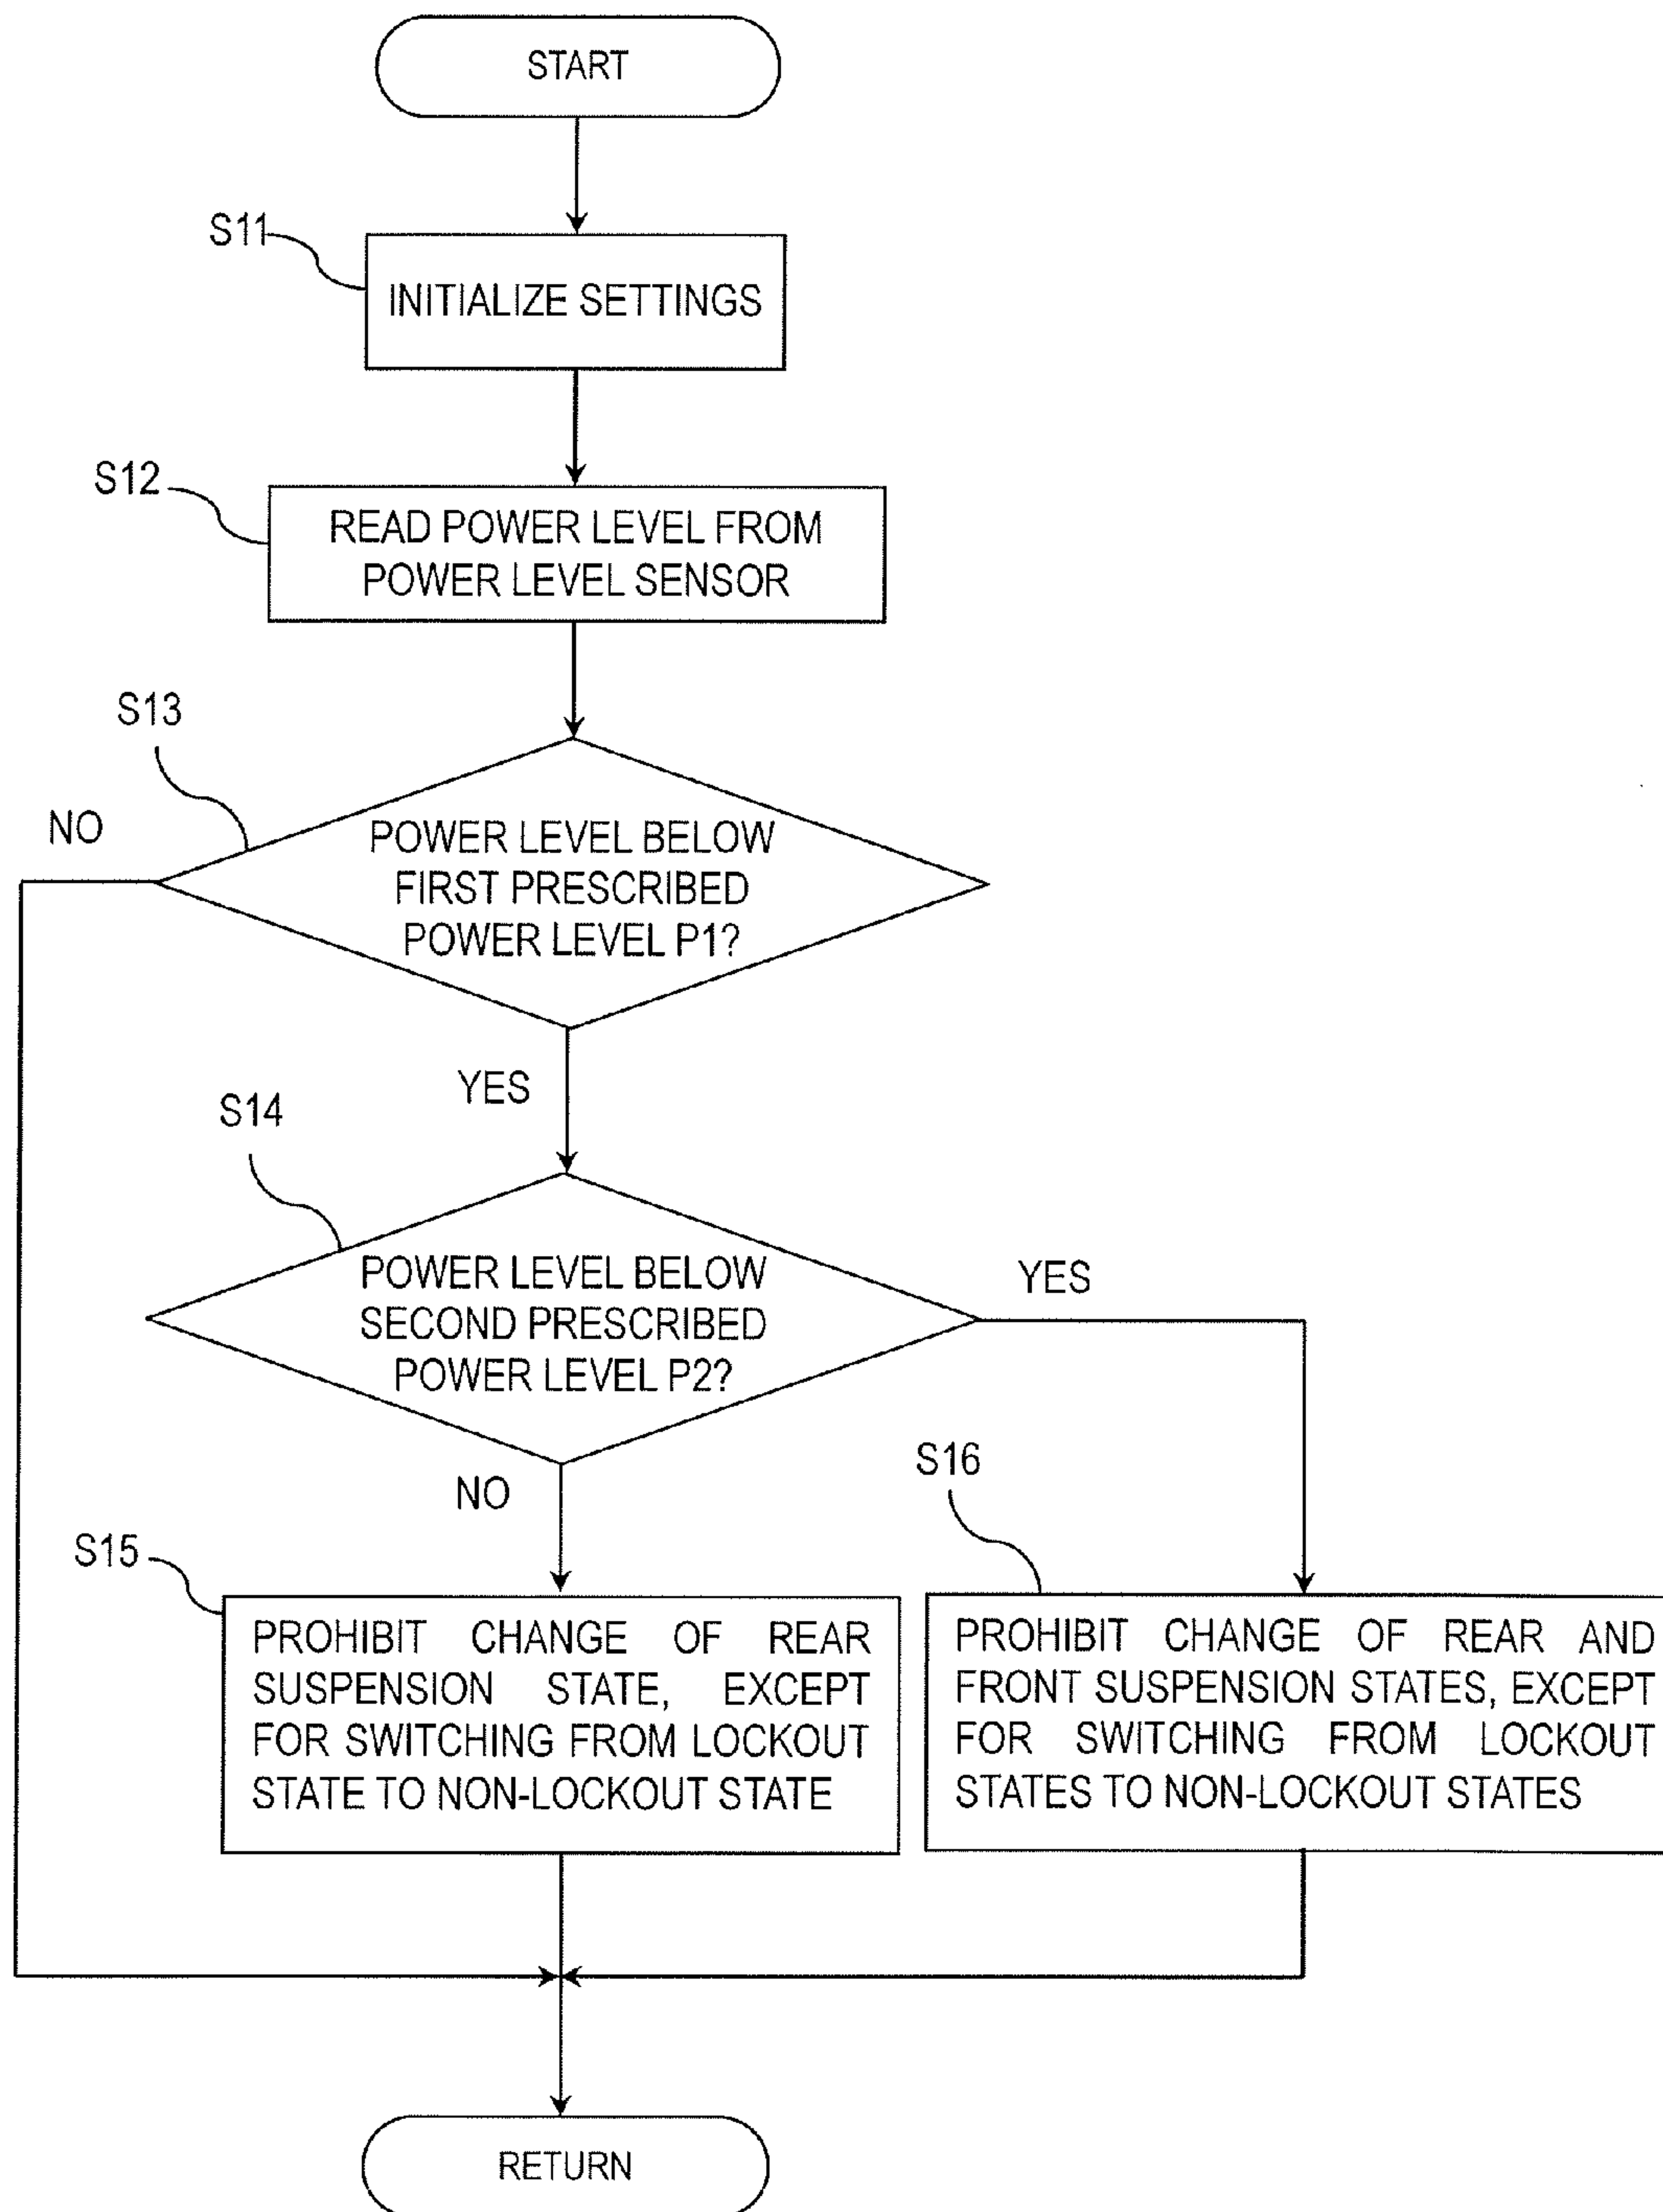 START
S11
INITIALIZE SETTINGS
S12
READ POWER LEVEL FROM
POWER LEVEL SENSOR
S13
NO
POWER LEVEL BELOW
FIRST PRESCRIBED
POWER LEVEL P1?
YES
S14
POWER LEVEL BELOW
SECOND PRESCRIBED
POWER LEVEL P2?
YES
NO
S15
PROHIBIT CHANGE OF REAR
SUSPENSION STATE, EXCEPT
FOR SWITCHING FROM LOCKOUT
STATE TO NON-LOCKOUT STATE
S16
PROHIBIT CHANGE OF REAR AND
FRONT SUSPENSION STATES, EXCEPT
FOR SWITCHING FROM LOCKOUT
STATES TO NON-LOCKOUT STATES
RETURN